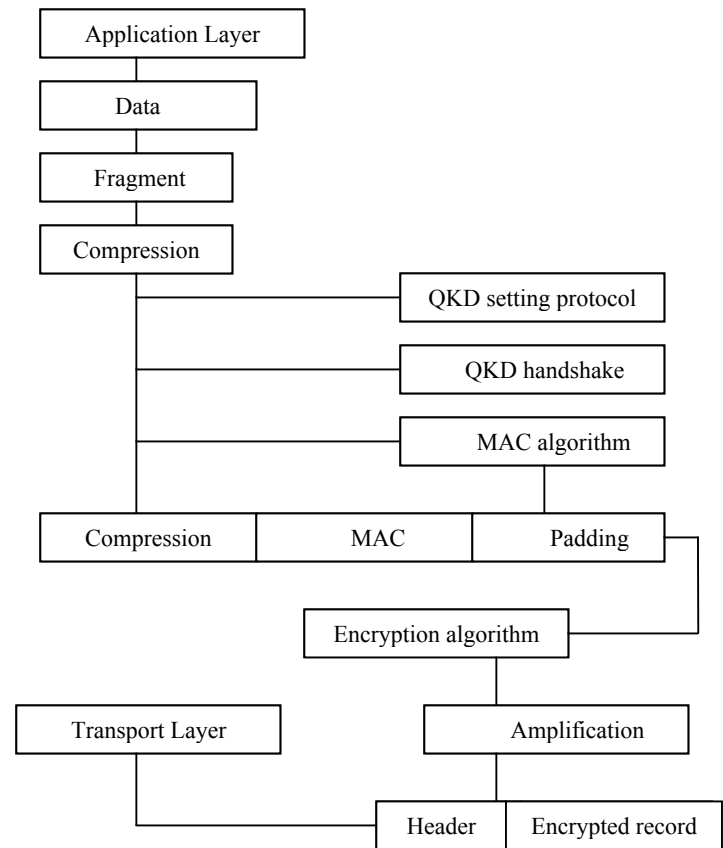 Application Layer
Data
Fragment
Compression
QKD setting protocol
QKD handshake
MAC algorithm
Compression MAC Padding
Encryption algorithm
Transport Layer Amplification
Header Encrypted record